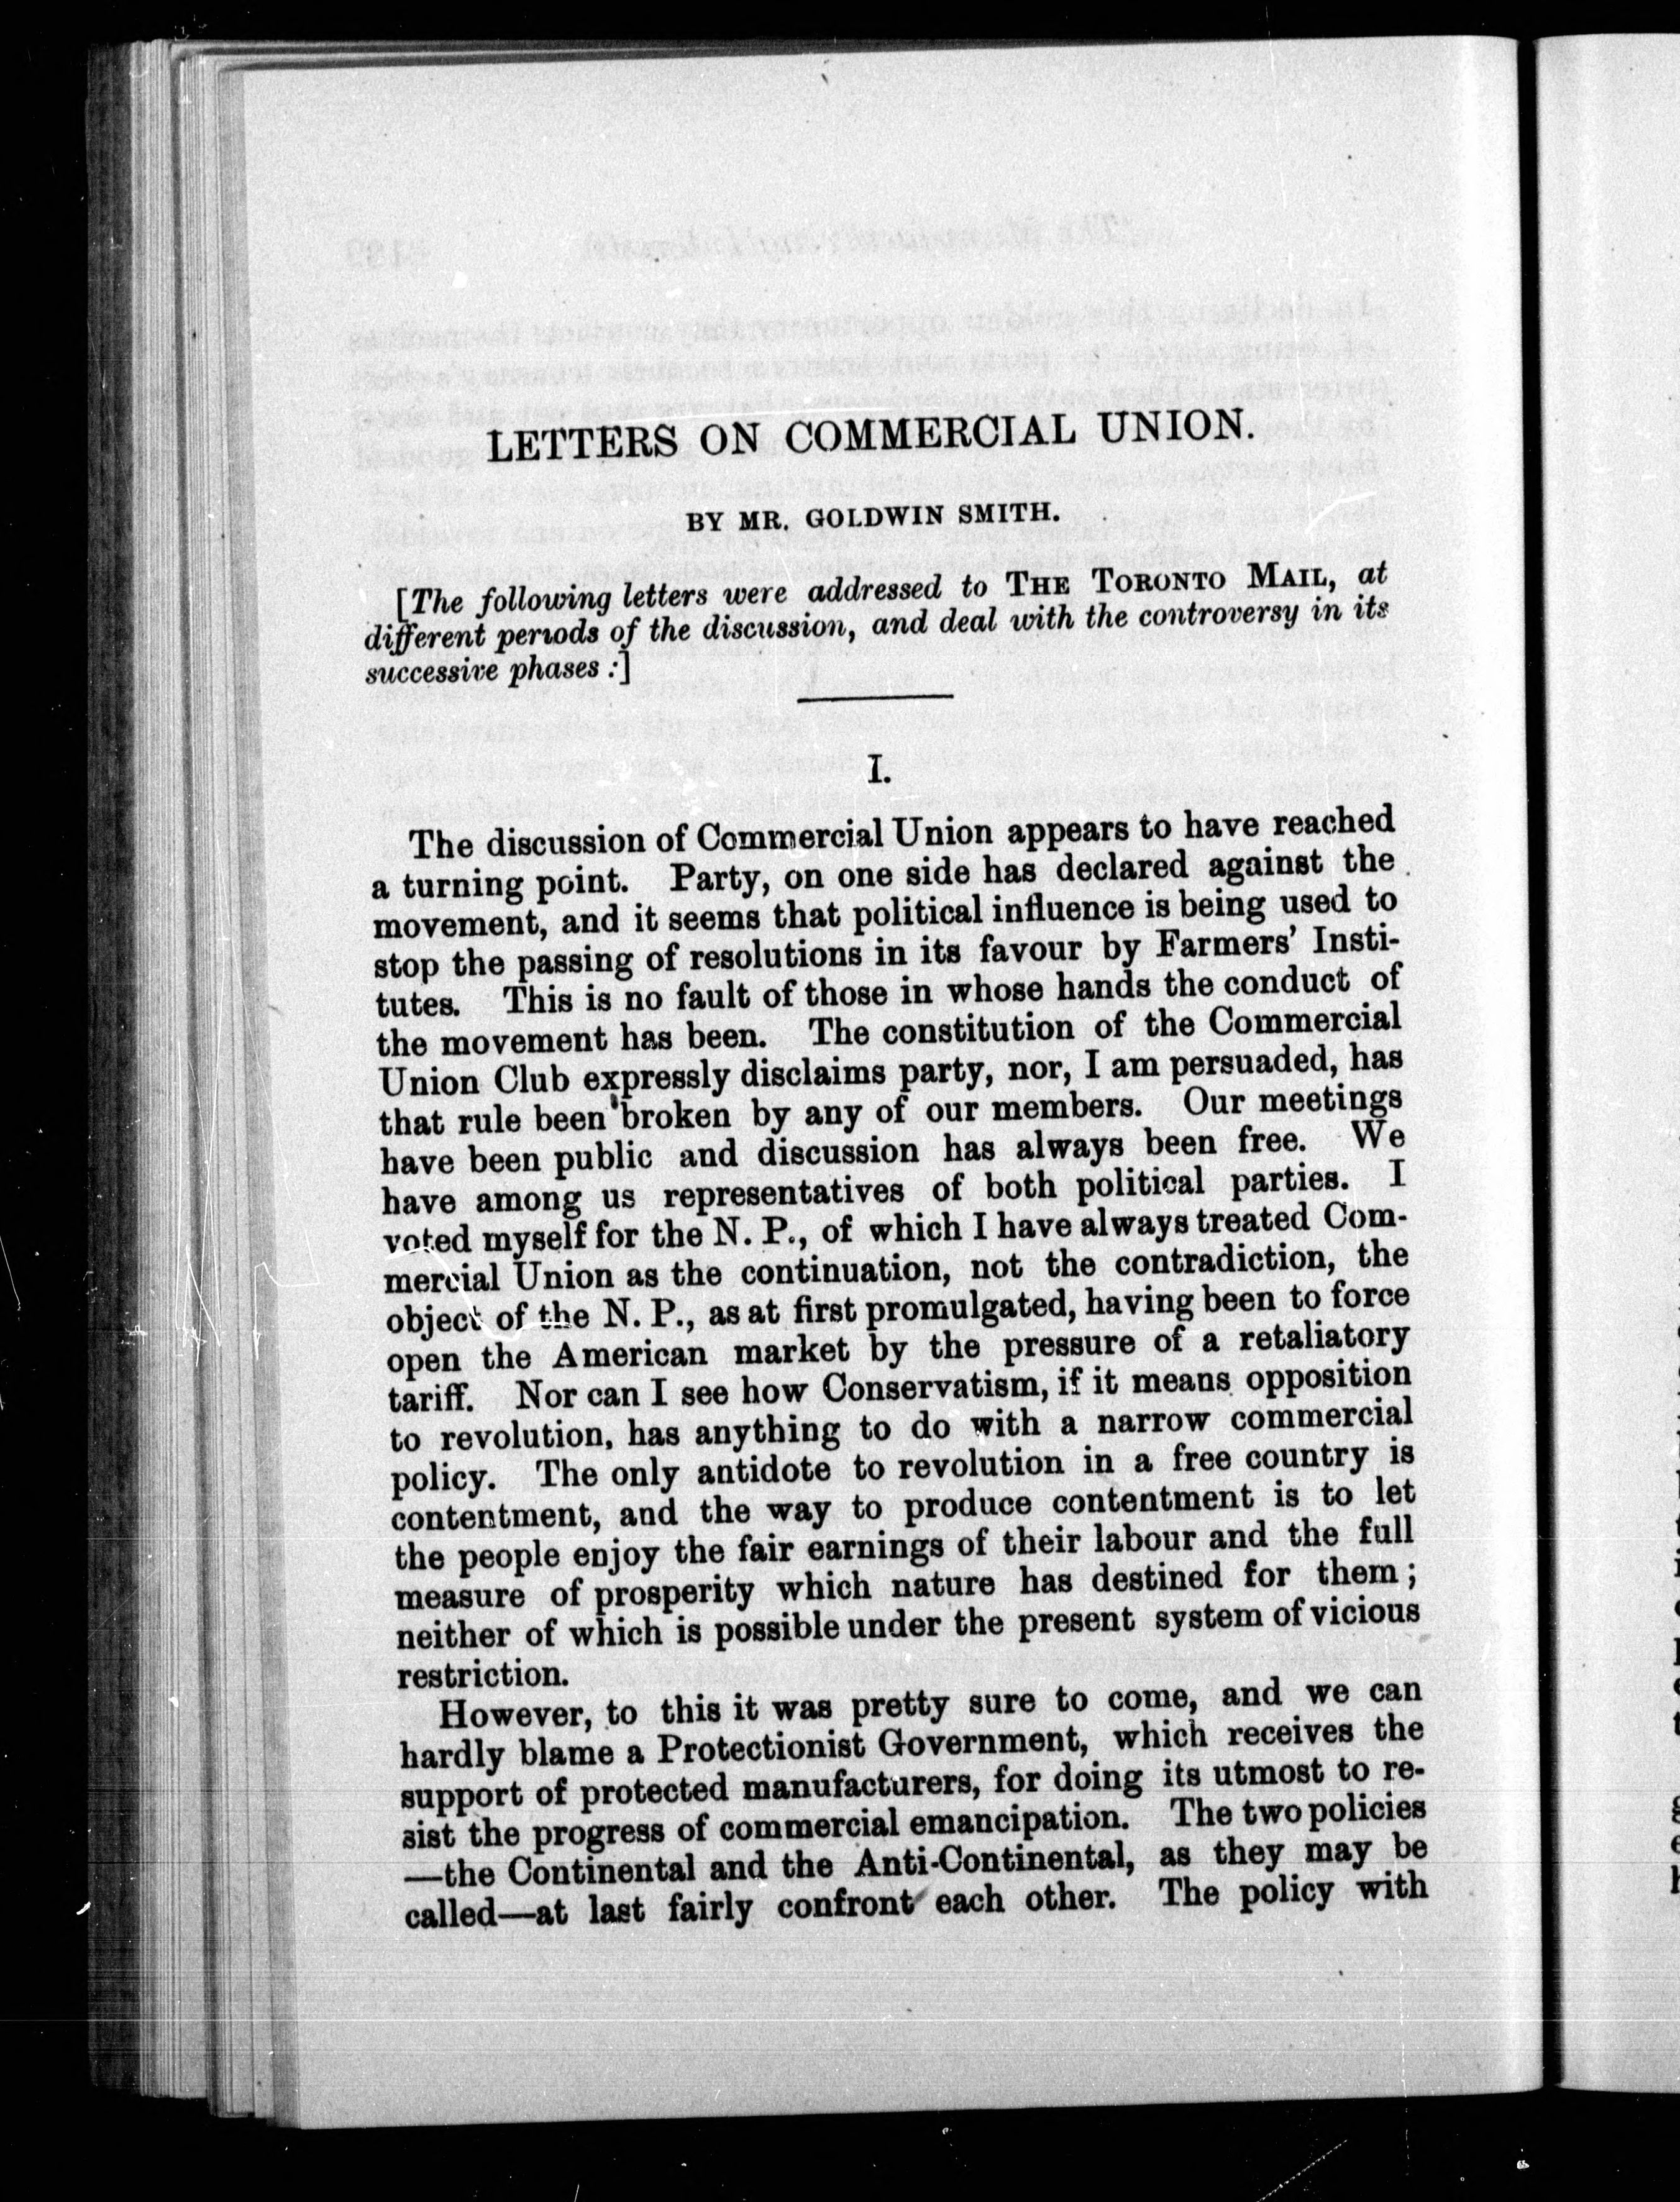 LETTERS ON COMMERCIAL UNION.
BY MR. GOLDWIN SMITH.
[The following letters were addressed to THE TORONTO MAIL, at
different periods of the discussion, and deal with the controversy in its
successive phases :]
I.
The discussion of Commercial Union appears to have reached
a turning point. Party, on one side has declared against the
movement, and it seems that political influence is being used to
stop the passing of resolutions in its favour by Farmers' Insti-
tutes. This is no fault of those in whose hands the conduct of
the movement has been. The constitution of the Commercial
Union Club expressly disclaims party, nor, I am persuaded, has
that rule been broken by any of our members. Our meetings
have been public and discussion has always been free. We
have among us representatives of both political parties. I
voted myself for the N. P., of which I have always treated Com-
mercial Union as the continuation, not the contradiction, the
object of the N. P., as at first promulgated, having been to force
open the American market by the pressure of a retaliatory
tariff. Nor can I see how Conservatism, if it means opposition
to revolution, has anything to do with a narrow commercial
policy. The only antidote to revolution in a free country is
contentment, and the way to produce contentment is to let
the people enjoy the fair earnings of their labour and the full
measure of prosperity which nature has destined for them ;
neither of which is possible under the present system of vicious
restriction.
However, to this it was pretty sure to come, and we can
hardly blame a Protectionist Government, which receives the
support of protected manufacturers, for doing its utmost to re-
sist the progress of commercial emancipation. The two policies
—the Continental and the Anti-Continental, as they may be
called—at last fairly confront each other. The policy with